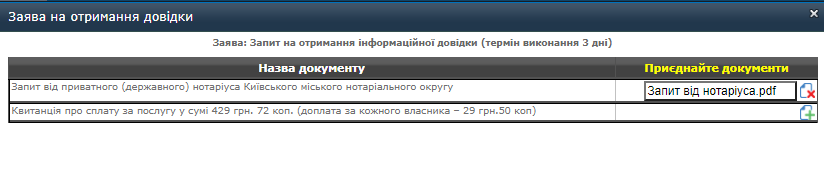 Заява на отримання довідки
Заява: Запит на отримання інформаційної довідки (термін виконання 3 дні)
Назва документу Приєднайте документи
Запит від приватного (державного) нотаріуса Київського міського нотаріального округу Запит від нотаріуса.pdf
Квитанція про сплату за послугу у сумі 429 грн. 72 коп. (доплата за кожного власника – 29 грн.50 коп)